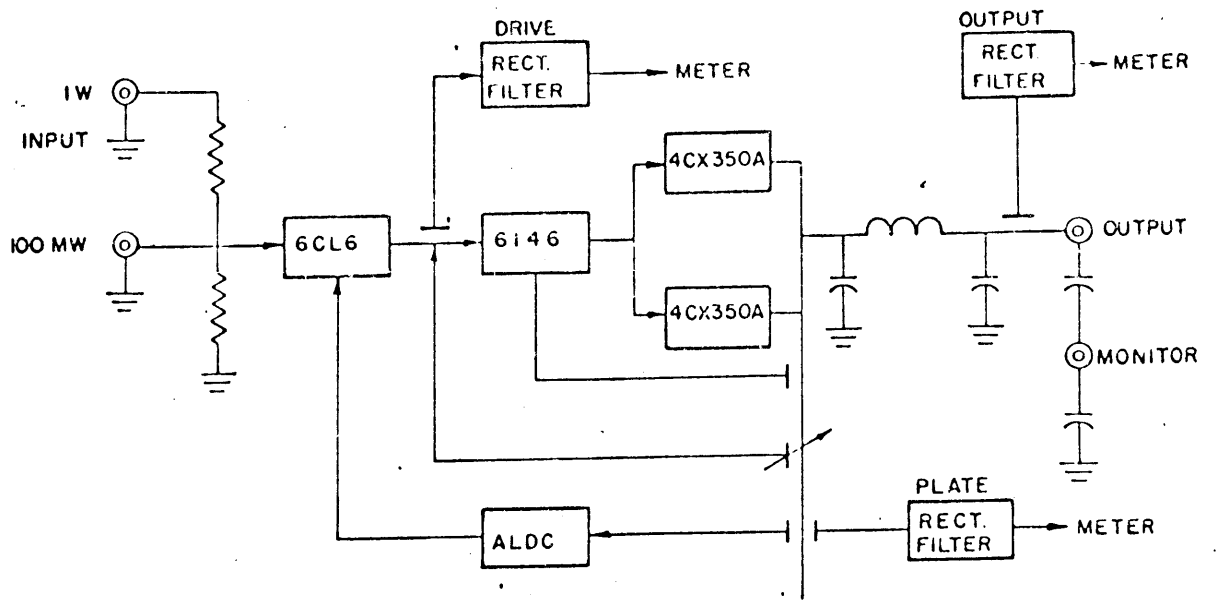 DRIVE
RECT.
FILTER
METER
OUTPUT
RECT.
FILTER
METER
1W
INPUT
100 MW
6CL6
6146
4CX350A
4CX350A
OUTPUT
MONITOR
ALDC
PLATE
RECT.
FILTER
METER